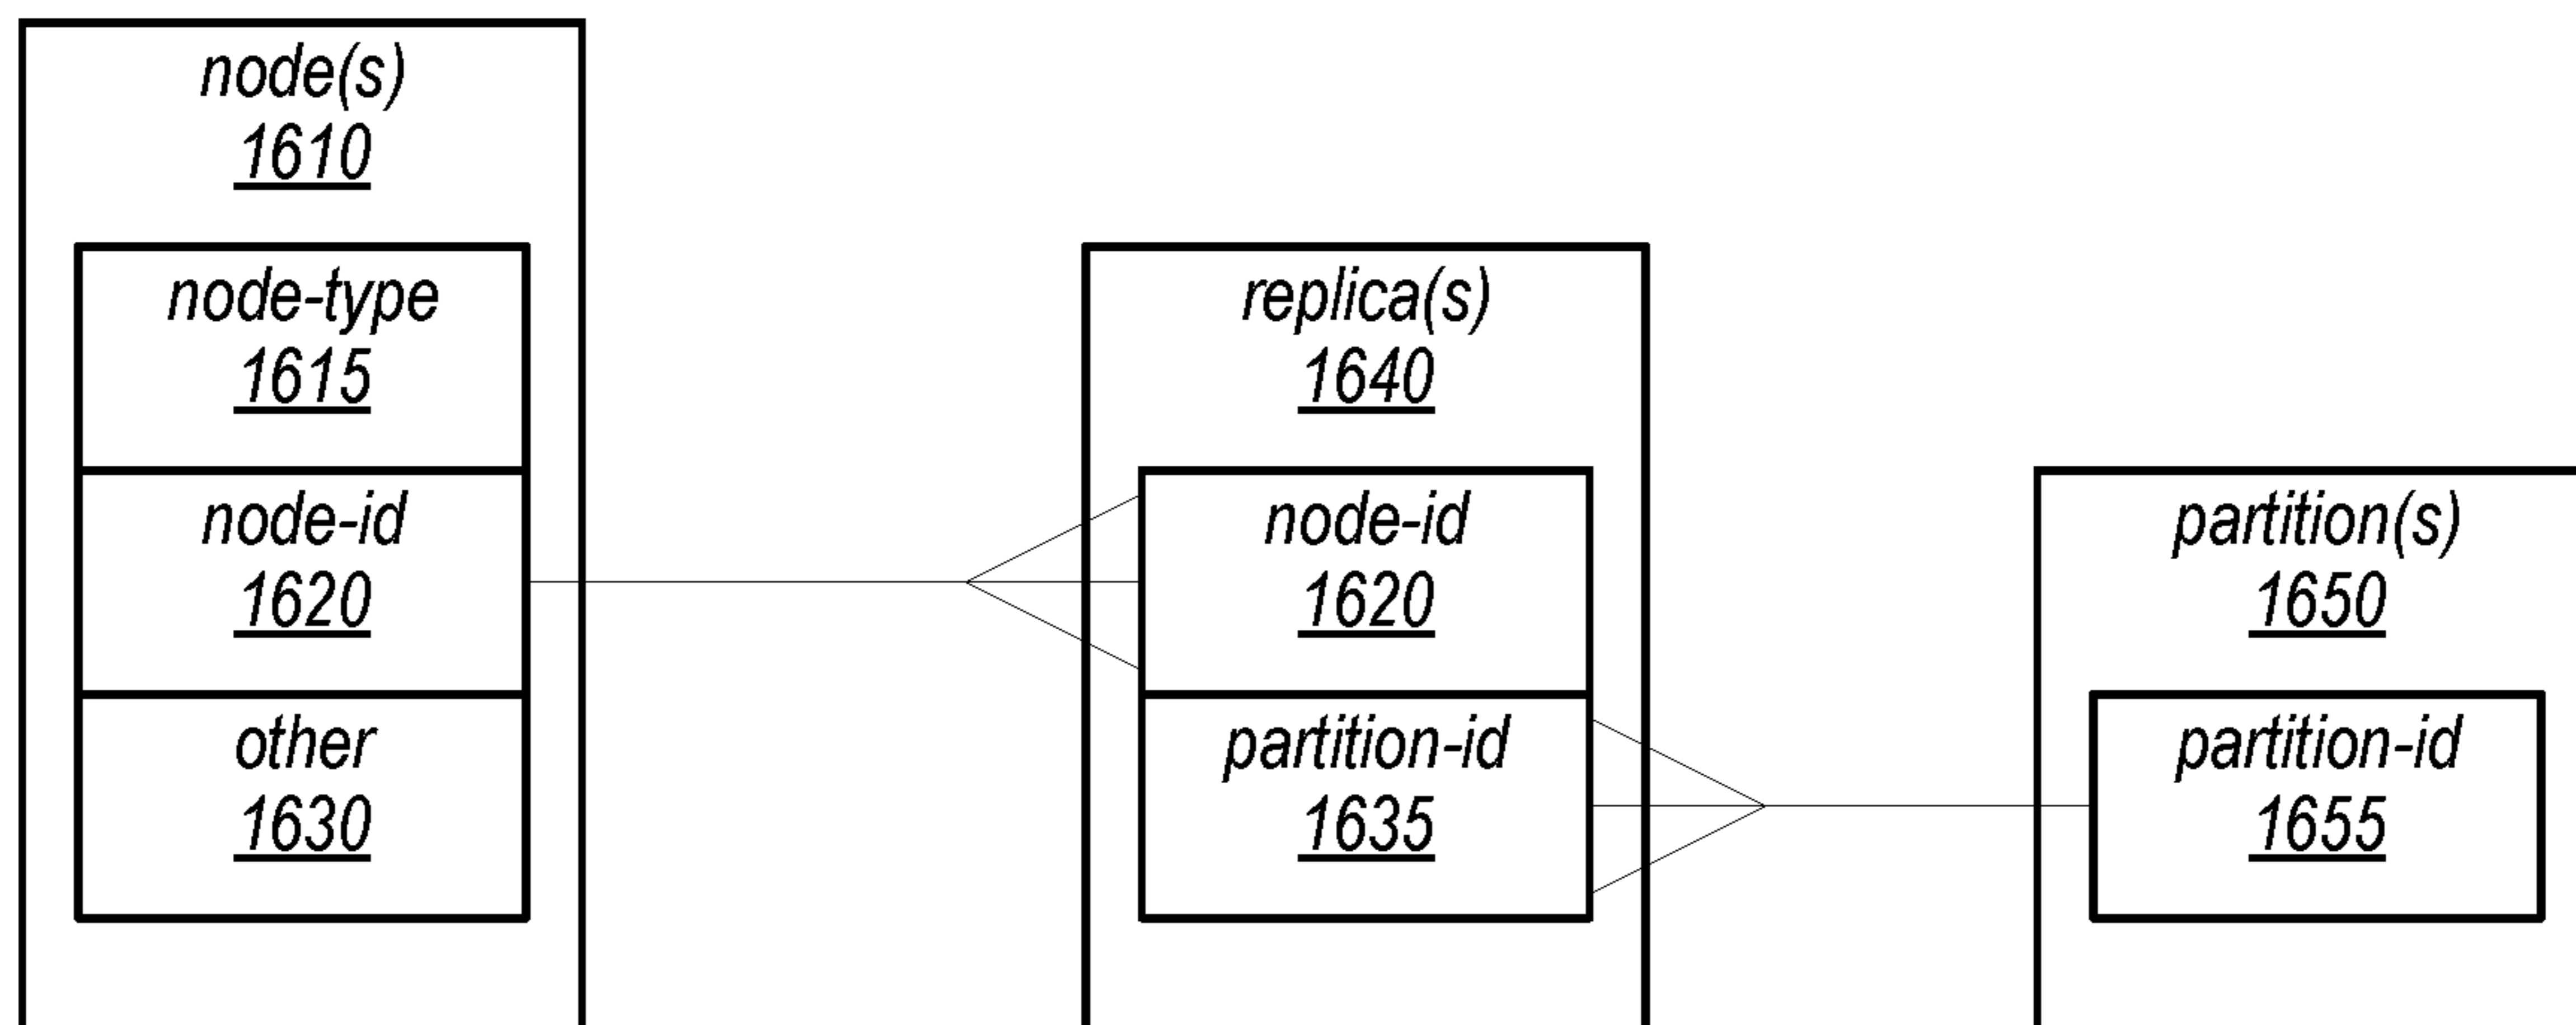 node(s)
1610
node-type
1615
node-id
1620
other
1630
replica(s)
1640
node-id
1620
partition-id
1635
partition(s)
1650
partition-id
1655